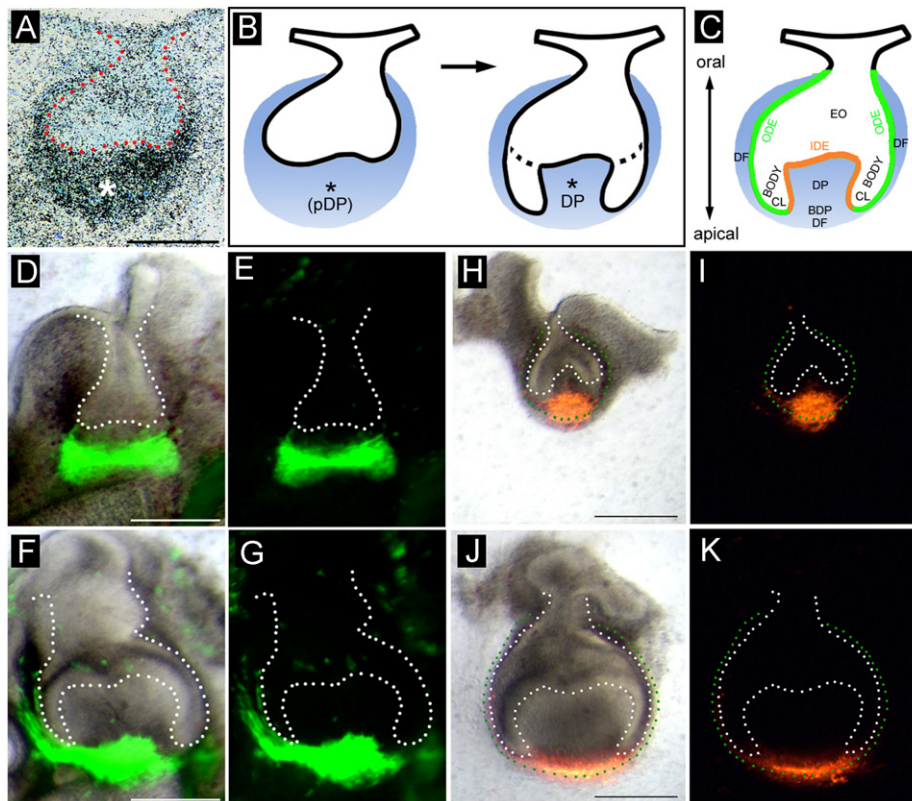 A
*
B
*
(pDP)
*
DP
C
oral
apical
EO
ODE
ODE
IDE
DF
DF
BODY
BODY
CL
CL
DP
BDP
DF
D
E
H
I
F
G
J
K